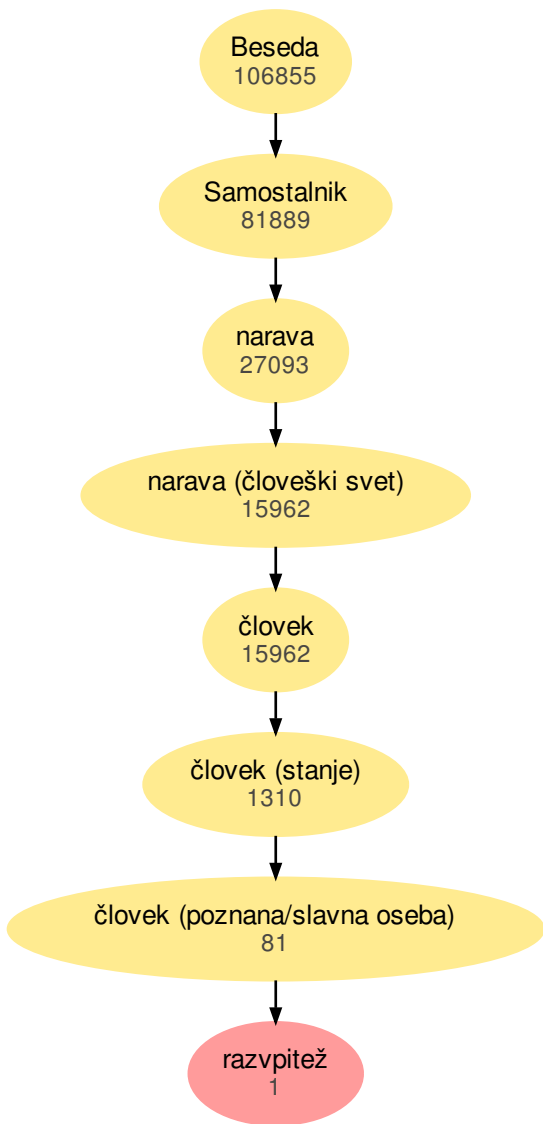 Beseda
106855
Samostalnik
81889
narava
27093
narava (človeški svet)
15962
človek
15962
človek (stanje)
1310
človek (poznana/slavna oseba)
81
razvpitež
1